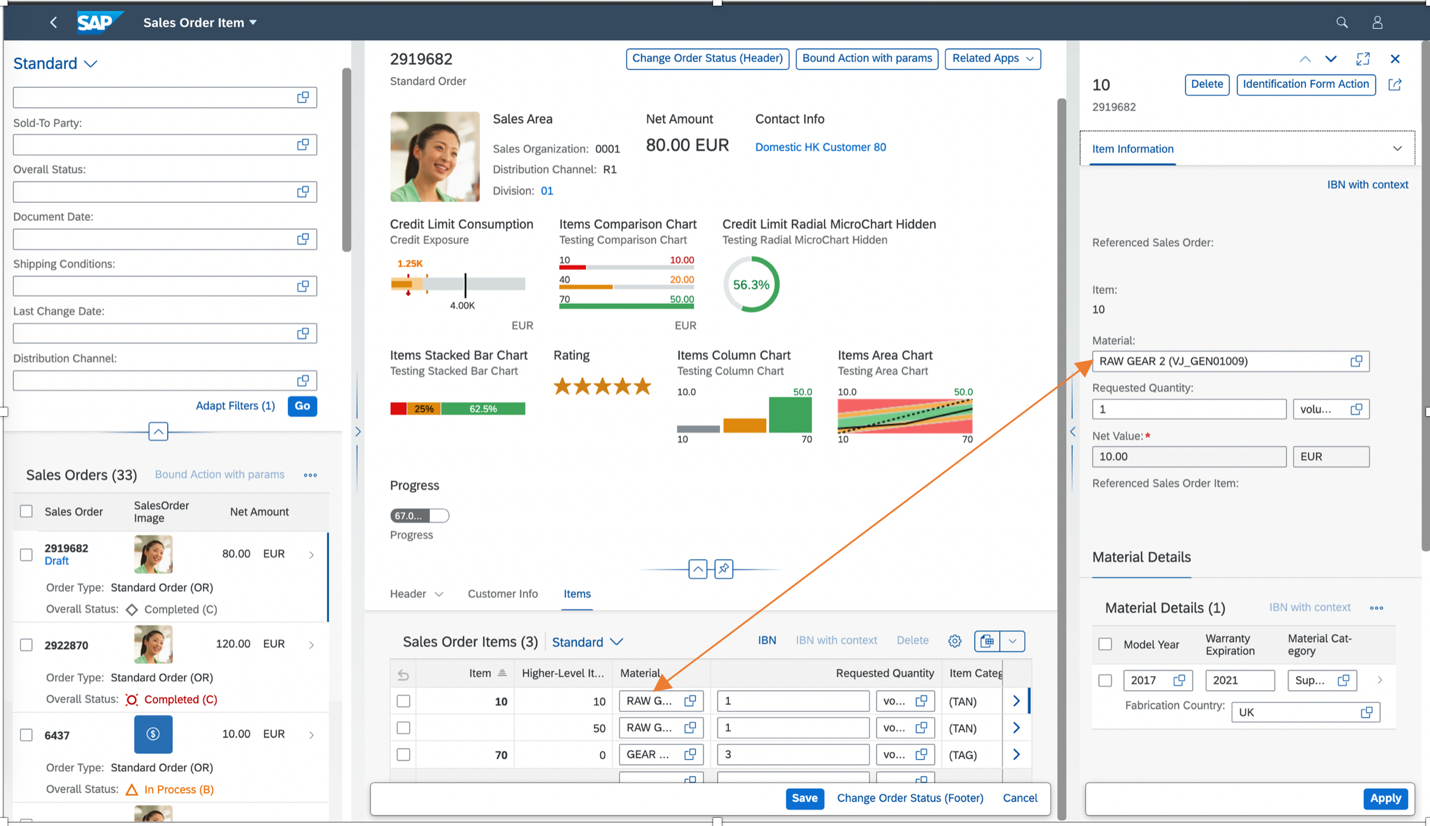 SAP Sales Order Item
Standard
Sold-To Party:
Overall Status:
Document Date:
Shipping Conditions:
Last Change Date:
Distribution Channel:
Adapt Filters (1) Go
Sales Orders (33) Bound Action with params
Sales Order SalesOrder Image Net Amount
2919682 80.00 EUR
Draft
Order Type: Standard Order (OR)
Overall Status: Completed (C)
2922870 120.00 EUR
Order Type: Standard Order (OR)
Overall Status: Completed (C)
6437 10.00 EUR
Order Type: Standard Order (OR)
Overall Status: In Process (B)
2919682 Change Order Status (Header) Bound Action with params Related Apps
Standard Order
Sales Area Net Amount Contact Info
Sales Organization: 0001 80.00 EUR Domestic HK Customer 80
Distribution Channel: R1
Division: 01
Credit Limit Consumption
Credit Exposure
1.25K
4.00K
EUR
Items Comparison Chart
Testing Comparison Chart
10 10.00
40 20.00
70 50.00
EUR
Credit Limit Radial MicroChart Hidden
Testing Radial MicroChart Hidden
56.3%
Items Stacked Bar Chart
Testing Stacked Bar Chart
25% 62.5%
Rating
Items Column Chart
Testing Column Chart
10.0 50.0
10 70
Items Area Chart
Testing Area Chart
10.0 50.0
10 70
Progress
67.0...
Progress
Header Customer Info Items
Sales Order Items (3) Standard IBN IBN with context Delete
Item Higher-Level It... Material Requested Quantity Item Categ
10 10 RAW G... 1 vo... (TAN)
50 RAW G... 1 vo... (TAN)
70 0 GEAR ... 3 vo... (TAG)
Save Change Order Status (Footer) Cancel
10 Delete Identification Form Action
2919682
Item Information
IBN with context
Referenced Sales Order:
Item:
10
Material:
RAW GEAR 2 (VJ_GEN01009)
Requested Quantity:
1 volu...
Net Value:*
10.00 EUR
Referenced Sales Order Item:
Material Details
Material Details (1) IBN with context
Model Year Warranty Expiration Material Cat-egory
2017 2021 Sup...
Fabrication Country: UK
Apply